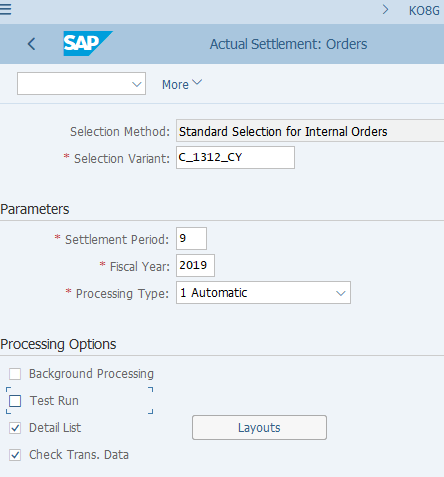 KO8G
SAP Actual Settlement: Orders
More
Selection Method: Standard Selection for Internal Orders
* Selection Variant: C_1312_CY
Parameters
* Settlement Period: 9
* Fiscal Year: 2019
* Processing Type: 1 Automatic
Processing Options
Background Processing
Test Run
Detail List Layouts
Check Trans. Data